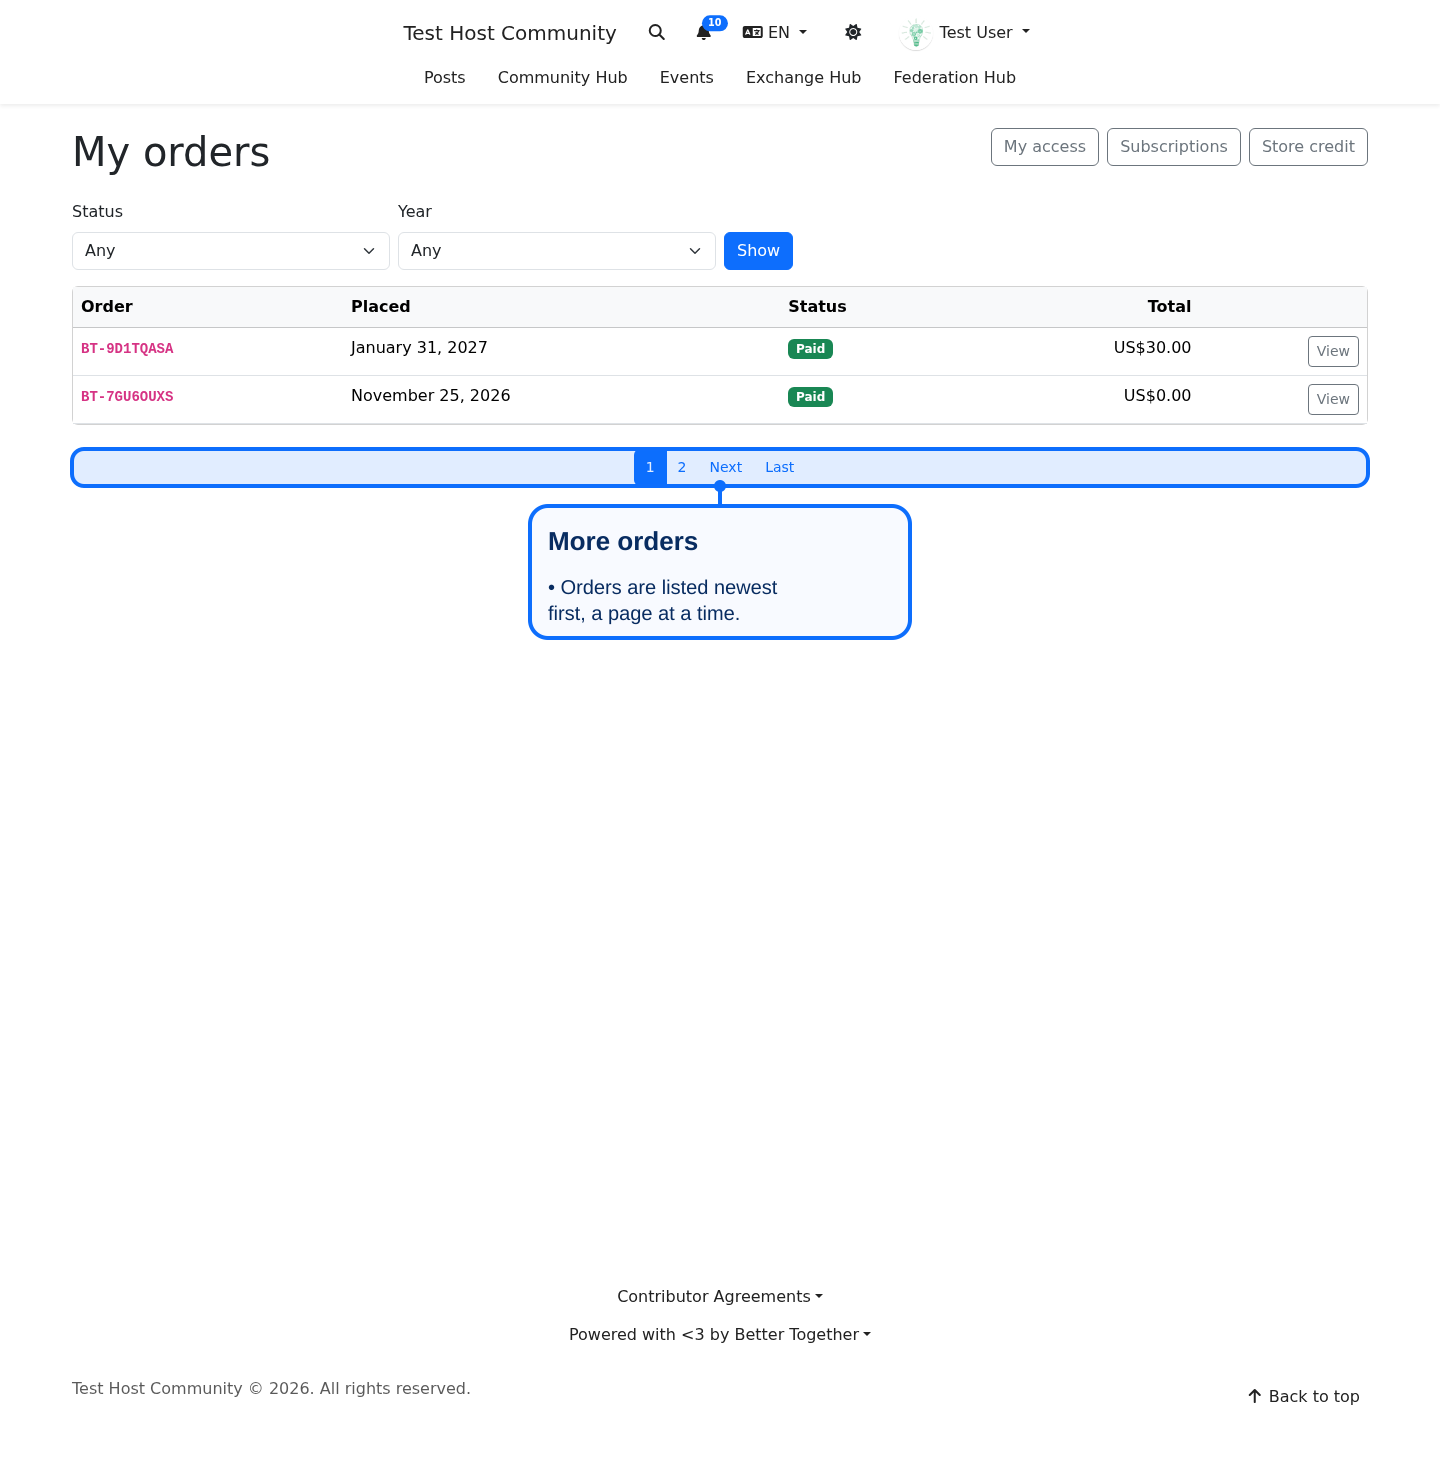 Test Host Community
10
EN
Test User
Posts
Community Hub
Events
Exchange Hub
Federation Hub
My orders
My access
Subscriptions
Store credit
Status
Year
Any
Any
Show
Order Placed Status Total
BT-9D1TQASA January 31, 2027 Paid US$30.00 View
BT-7GU6OUXS November 25, 2026 Paid US$0.00 View
1 2 Next Last
More orders
• Orders are listed newest
first, a page at a time.
Contributor Agreements
Powered with <3 by Better Together
Test Host Community © 2026. All rights reserved.
Back to top